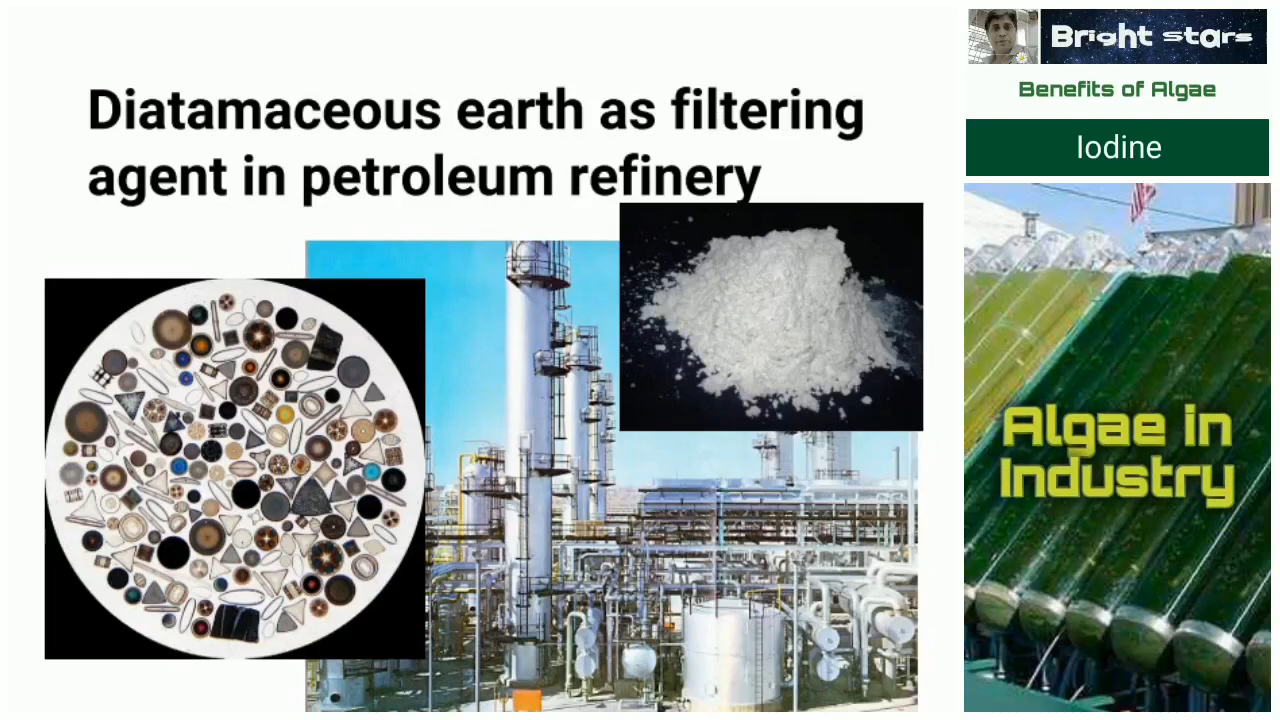 Diatamaceous earth as filtering
agent in petroleum refinery
Bright stars
Benefits of Algae
Iodine
Algae in
Industry